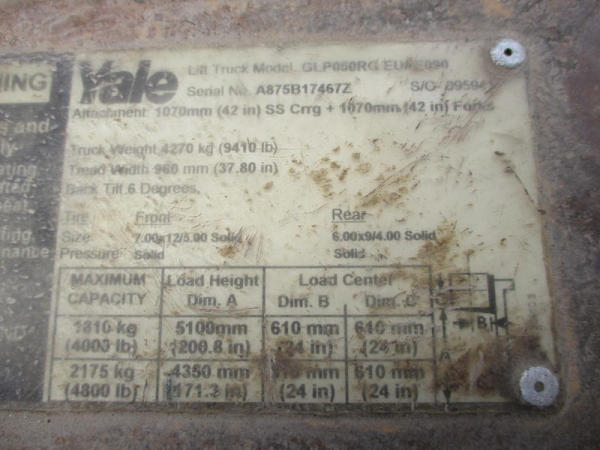 NING
Yale
Lift Truck Model GLP050RG
Serial No. A875B17467Z S/O
Attachment 1070mm (42 in) SS Crrg + 1070mm (42 in) Forks
s and
Truck Weight 4270 kg (9410 lb)
Tread Width 960 mm (37.80 in)
Back Tilt 6 Degrees
Tire Front Rear
Size: 7.00x12/5.00 Solid 6.00x9/4.00 Solid
Pressure: Solid Solid
MAXIMUM CAPACITY Load Height Dim. A Load Center Dim. B Dim. C
1810 kg 5100mm 610 mm 610 mm
(4000 lb) (200.8 in) (24 in) (24 in)
2175 kg 4350 mm 610 mm
(4800 lb) (171.3 in) (24 in) (24 in)
B